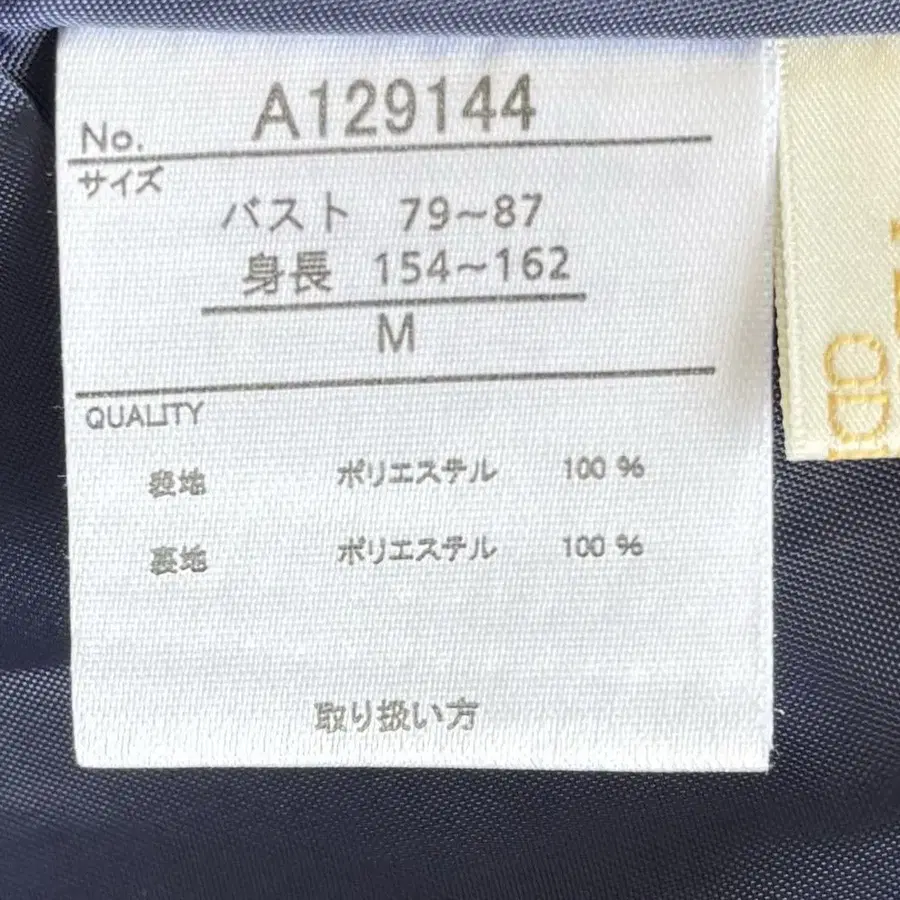 No. A129144
サイズ
バスト 79~87
身長 154~162
M
QUALITY
表地 ポリエステル 100 %
裏地 ポリエステル 100 %
取り扱い方